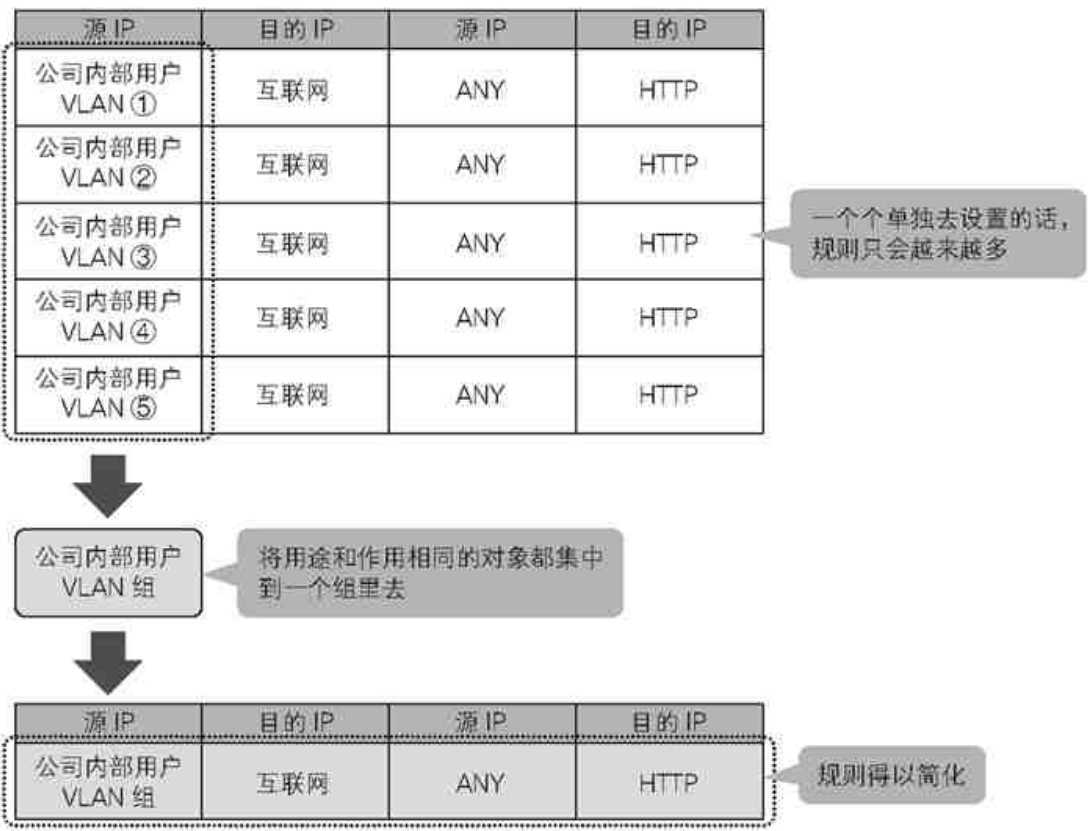 源 IP 目的 IP 源 IP 目的 IP
公司内部用户
VLAN ① 互联网 ANY HTTP
公司内部用户
VLAN ② 互联网 ANY HTTP
公司内部用户
VLAN ③ 互联网 ANY HTTP
一个个单独去设置的话，
规则只会越来越多
公司内部用户
VLAN ④ 互联网 ANY HTTP
公司内部用户
VLAN ⑤ 互联网 ANY HTTP
公司内部用户
VLAN 组
将用途和作用相同的对象都集中
到一个组里去
源 IP 目的 IP 源 IP 目的 IP
公司内部用户
VLAN 组 互联网 ANY HTTP
规则得以简化